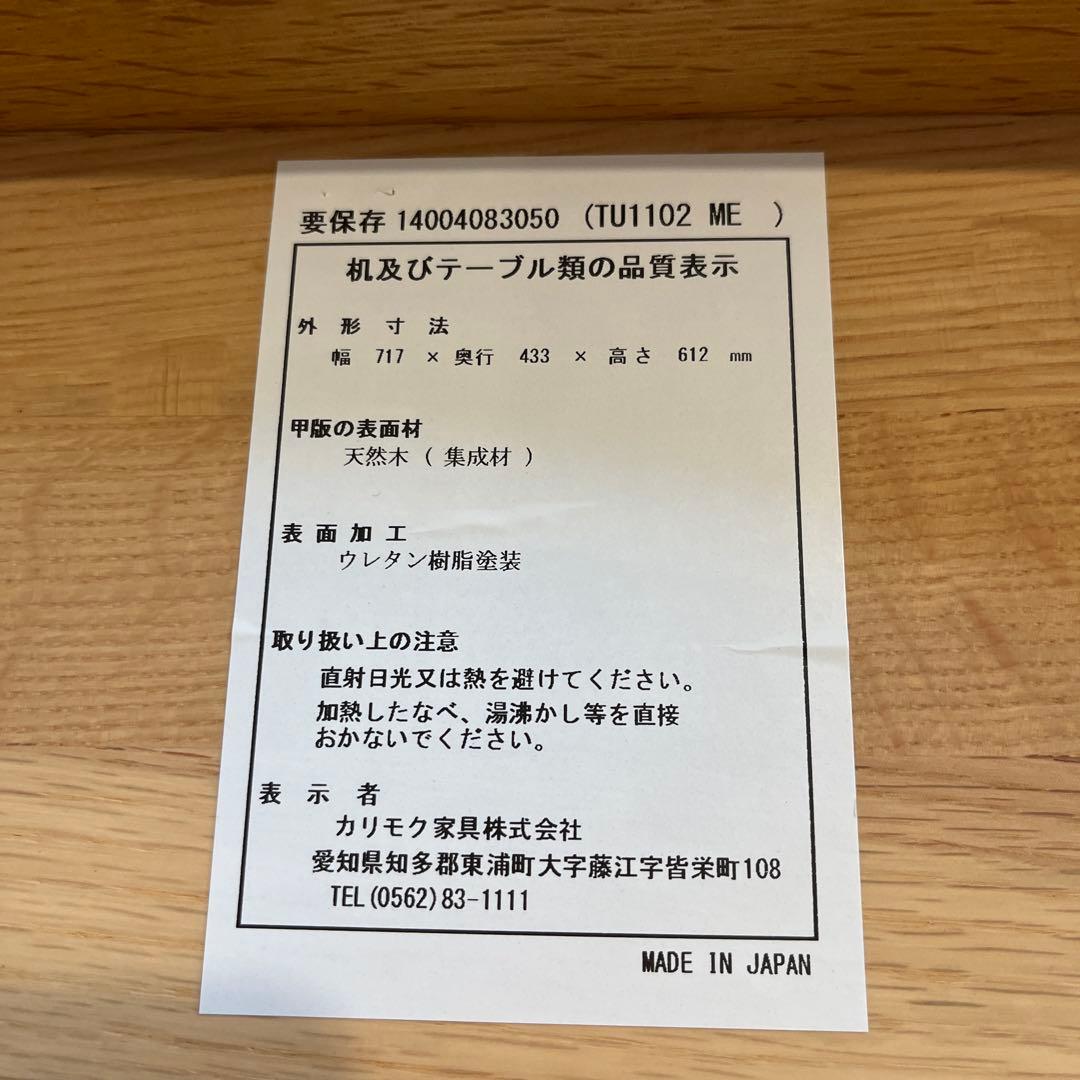 要保存 14004083050 (TU1102 ME )
机及びテーブル類の品質表示
外形寸法
幅 717 × 奥行 433 × 高さ 612 mm
甲版の表面材
天然木 ( 集成材 )
表面加工
ウレタン樹脂塗装
取り扱い上の注意
直射日光又は熱を避けてください。
加熱したなべ、湯沸かし等を直接
おかないでください。
表示者
カリモク家具株式会社
愛知県知多郡東浦町大字藤江字皆栄町108
TEL(0562)83-1111
MADE IN JAPAN